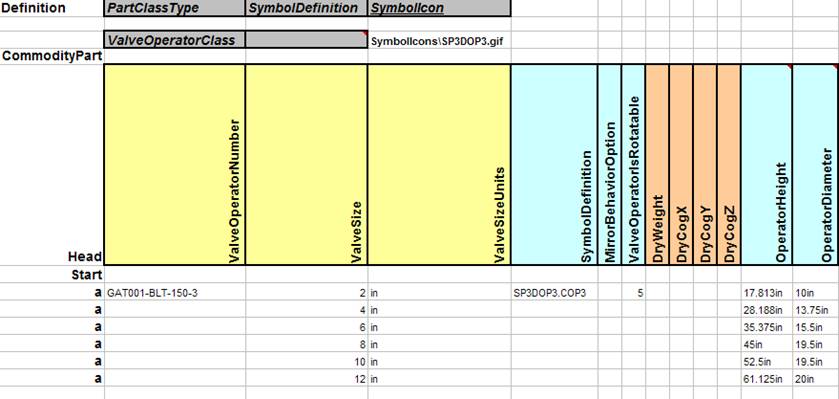 Definition PartClassType SymbolDefinition SymbolIcon
ValveOperatorClass SymbolIcons\SP3DOP3.gif
CommodityPart
Head ValveOperatorNumber ValveSize ValveSizeUnits SymbolDefinition MirrorBehaviorOption ValveOperatorIsRotatable DryWeight DryCogX DryCogY DryCogZ OperatorHeight OperatorDiameter
Start
a GAT001-BLT-150-3 2 in SP3DOP3.COP3 5 17.813in 10in
a 4 in 28.188in 13.75in
a 6 in 35.375in 15.5in
a 8 in 45in 19.5in
a 10 in 52.5in 19.5in
a 12 in 61.125in 20in